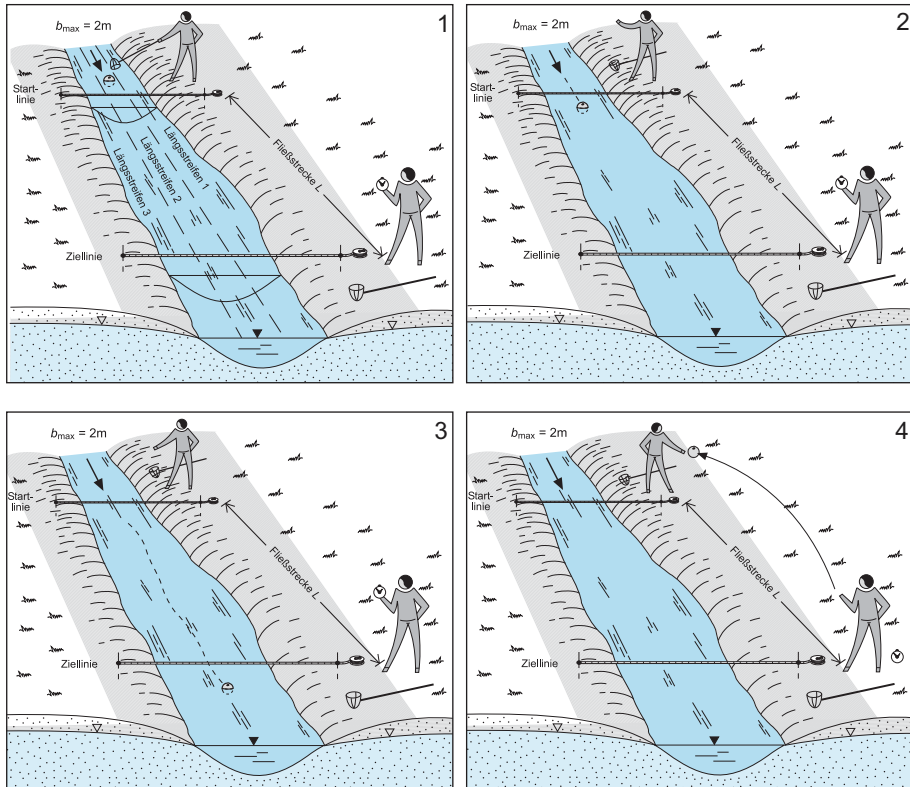 b_max = 2m
1
Start-
linie
Längsstreifen 1
Längsstreifen 2
Längsstreifen 3
Fließstrecke L
Ziellinie
b_max = 2m
2
Start-
linie
Fließstrecke L
Ziellinie
b_max = 2m
3
Start-
linie
Fließstrecke L
Ziellinie
b_max = 2m
4
Start-
linie
Fließstrecke L
Ziellinie